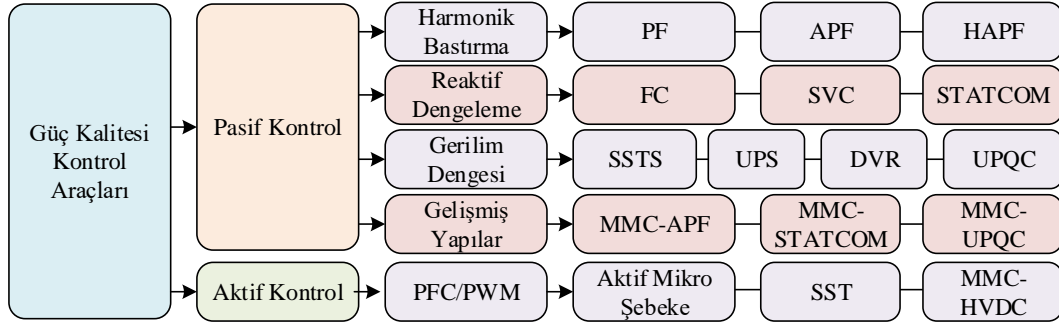 Güç Kalitesi
Kontrol
Araçları
Pasif Kontrol
Harmonik
Bastırma
PF
APF
HAPF
Reaktif
Dengeleme
FC
SVC
STATCOM
Gerilim
Dengesi
SSTS
UPS
DVR
UPQC
Gelişmiş
Yapılar
MMC-APF
MMC-
STATCOM
MMC-
UPQC
Aktif Kontrol
PFC/PWM
Aktif Mikro
Şebeke
SST
MMC-
HVDC